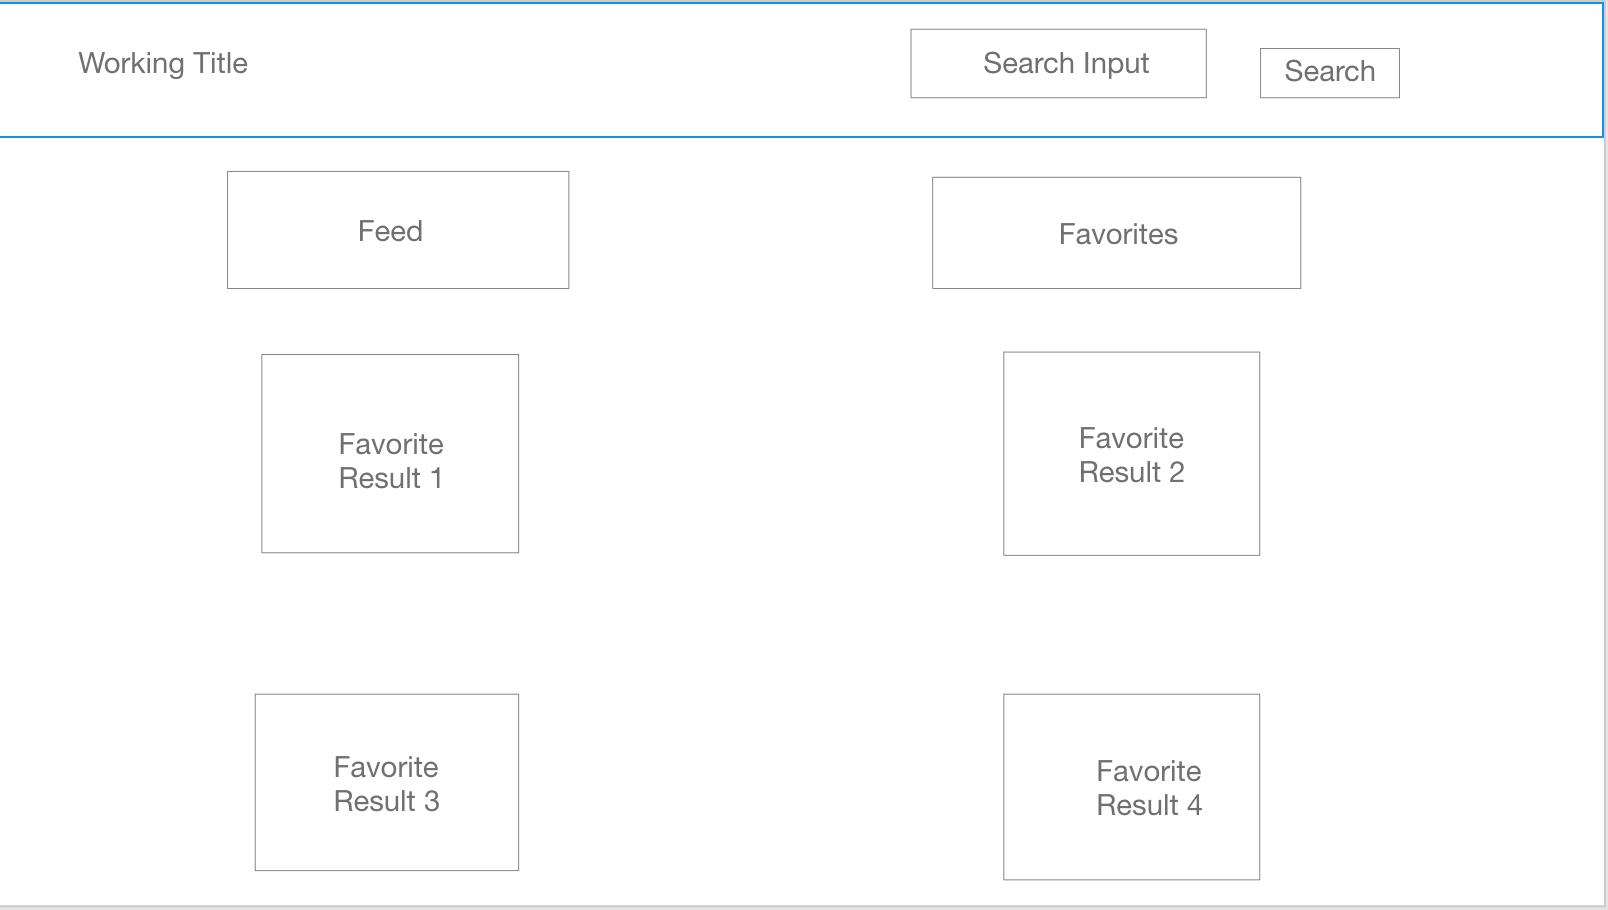 Working Title
Search Input
Search
Feed
Favorites
Favorite
Result 1
Favorite
Result 2
Favorite
Result 3
Favorite
Result 4